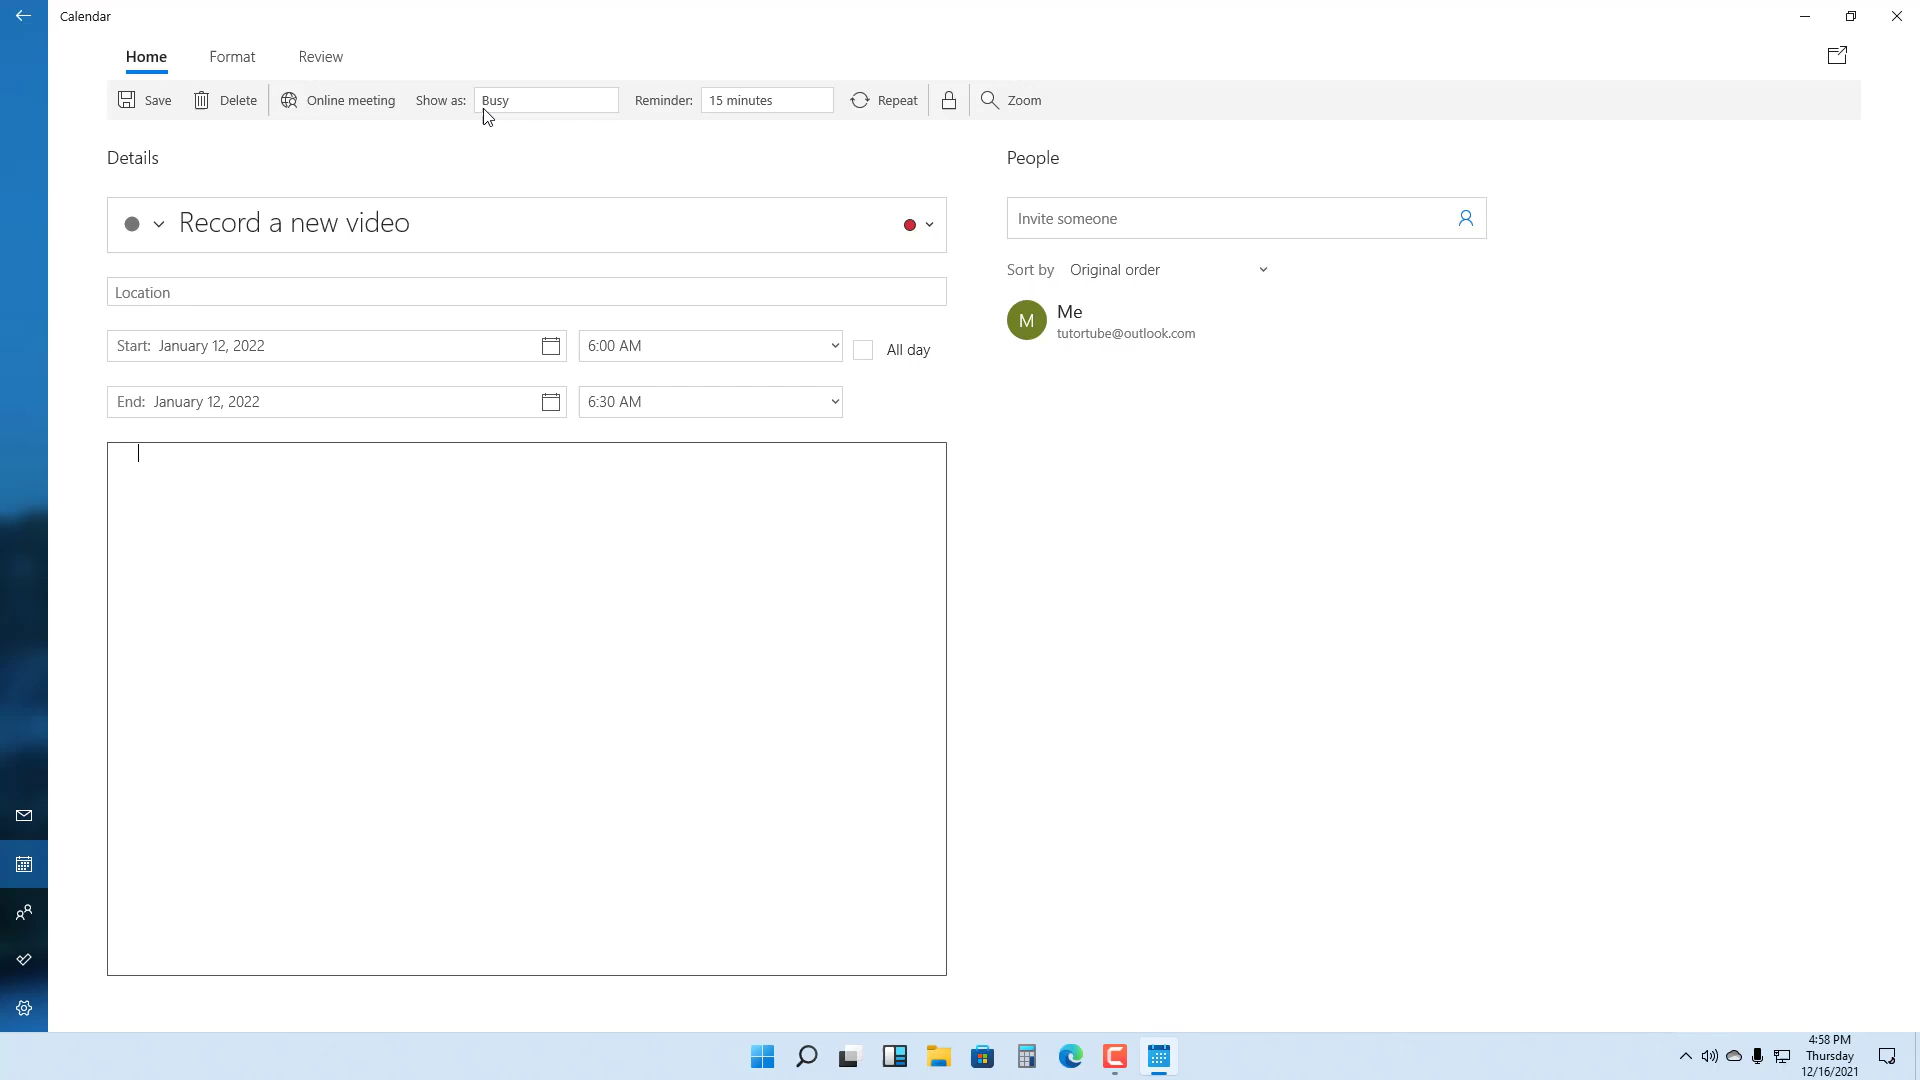 Calendar
Home Format Review
Save Delete Online meeting Show as: Busy Reminder: 15 minutes Repeat Zoom
Details People
Record a new video
Invite someone
Sort by Original order
Location
M Me
tutortube@outlook.com
Start: January 12, 2022 6:00 AM All day
End: January 12, 2022 6:30 AM
4:58 PM
Thursday
12/16/2021